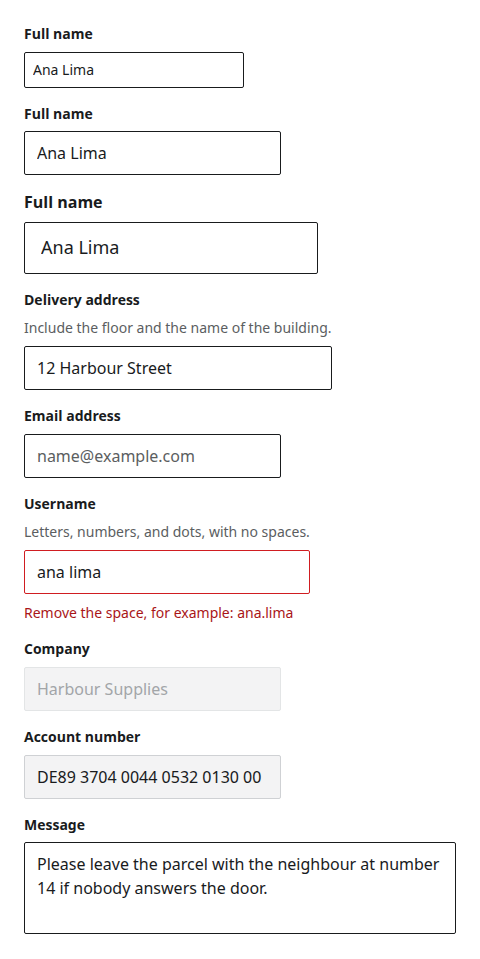 Full name
Ana Lima
Full name
Ana Lima
Full name
Ana Lima
Delivery address
Include the floor and the name of the building.
12 Harbour Street
Email address
name@example.com
Username
Letters, numbers, and dots, with no spaces.
ana lima
Remove the space, for example: ana.lima
Company
Harbour Supplies
Account number
DE89 3704 0044 0532 0130 00
Message
Please leave the parcel with the neighbour at number
14 if nobody answers the door.